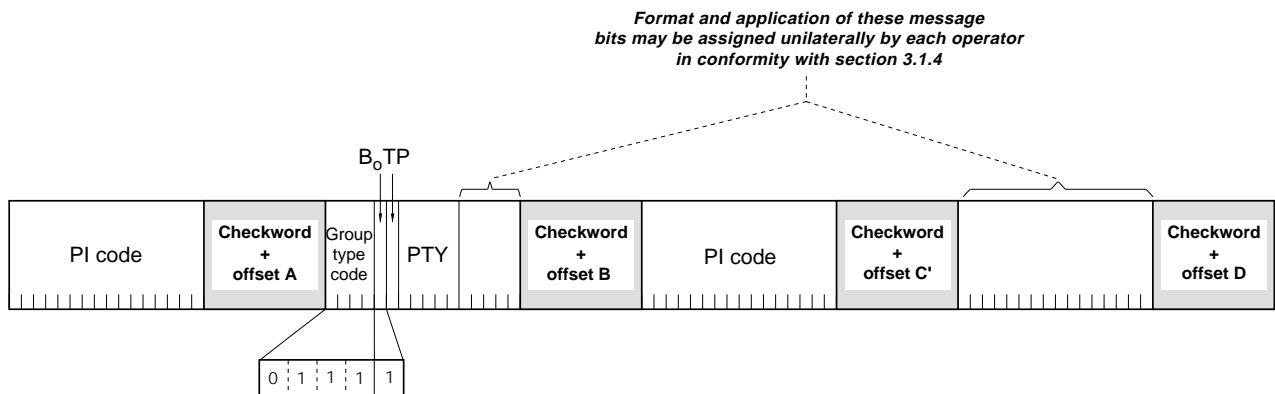 Format and application of these message
bits may be assigned unilaterally by each operator
in conformity with section 3.1.4
BoTP
PI code
Checkword
+
offset A
Group
type
code
PTY
Checkword
+
offset B
PI code
Checkword
+
offset C'
Checkword
+
offset D
0 1 1 1 1